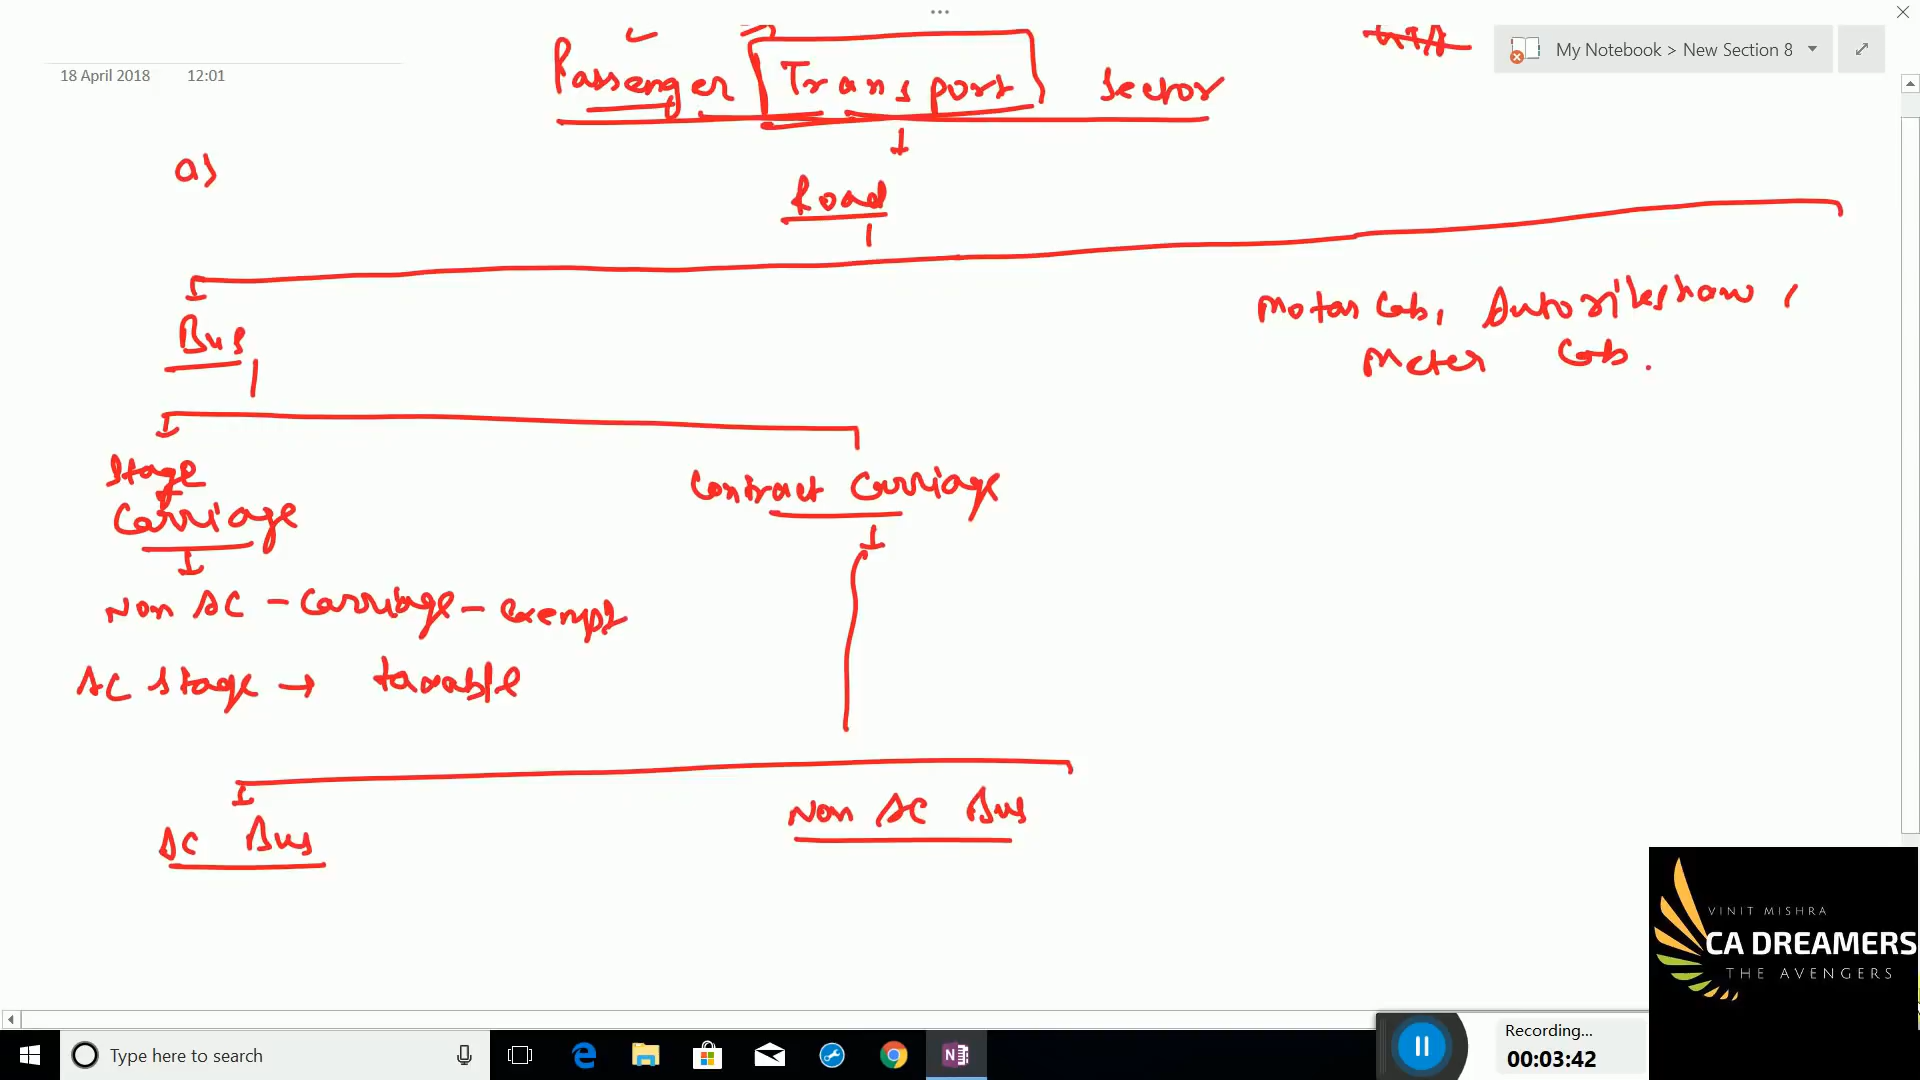 18 April 2018 12:01
My Notebook > New Section 8
Passenger Transport Sector
a)
Road
Bus
Motor Cab, Autorikshaw,
Meter Cab.
Stage
Carriage
Contract Carriage
Non AC - Carriage - exempt
AC Stage → taxable
AC Bus
Non AC Bus
VINIT MISHRA
CA DREAMERS
THE AVENGERS
Type here to search
Recording...
00:03:42